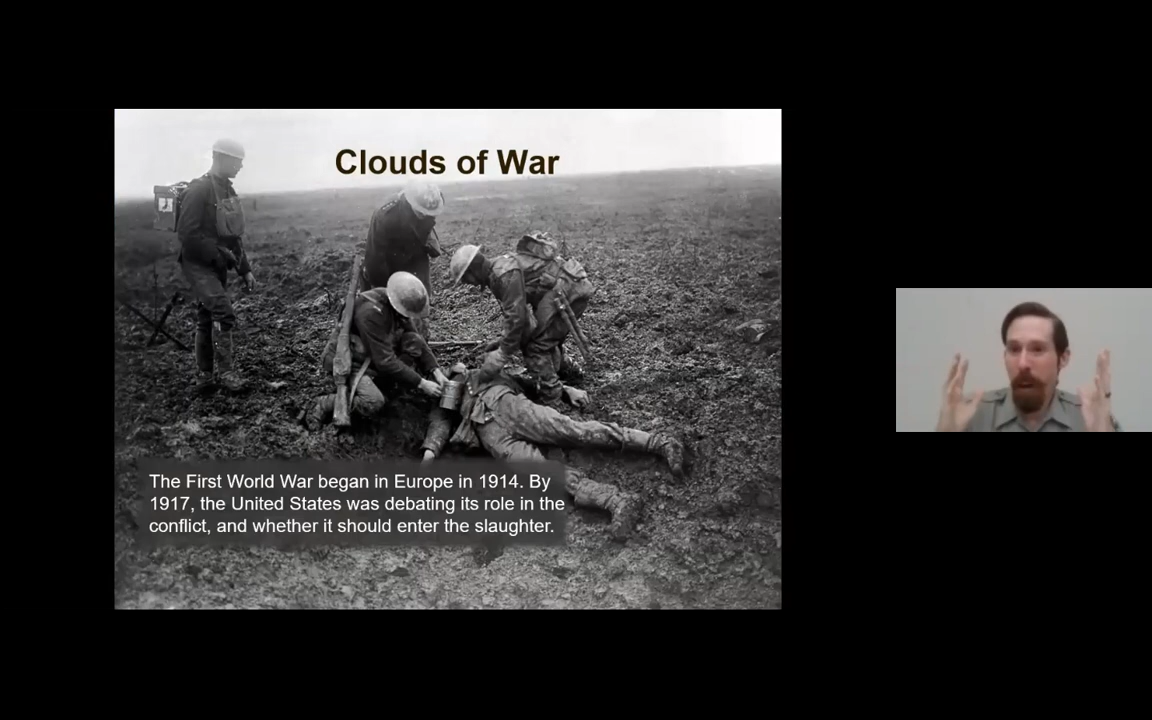 Clouds of War
The First World War began in Europe in 1914. By
1917, the United States was debating its role in the
conflict, and whether it should enter the slaughter.